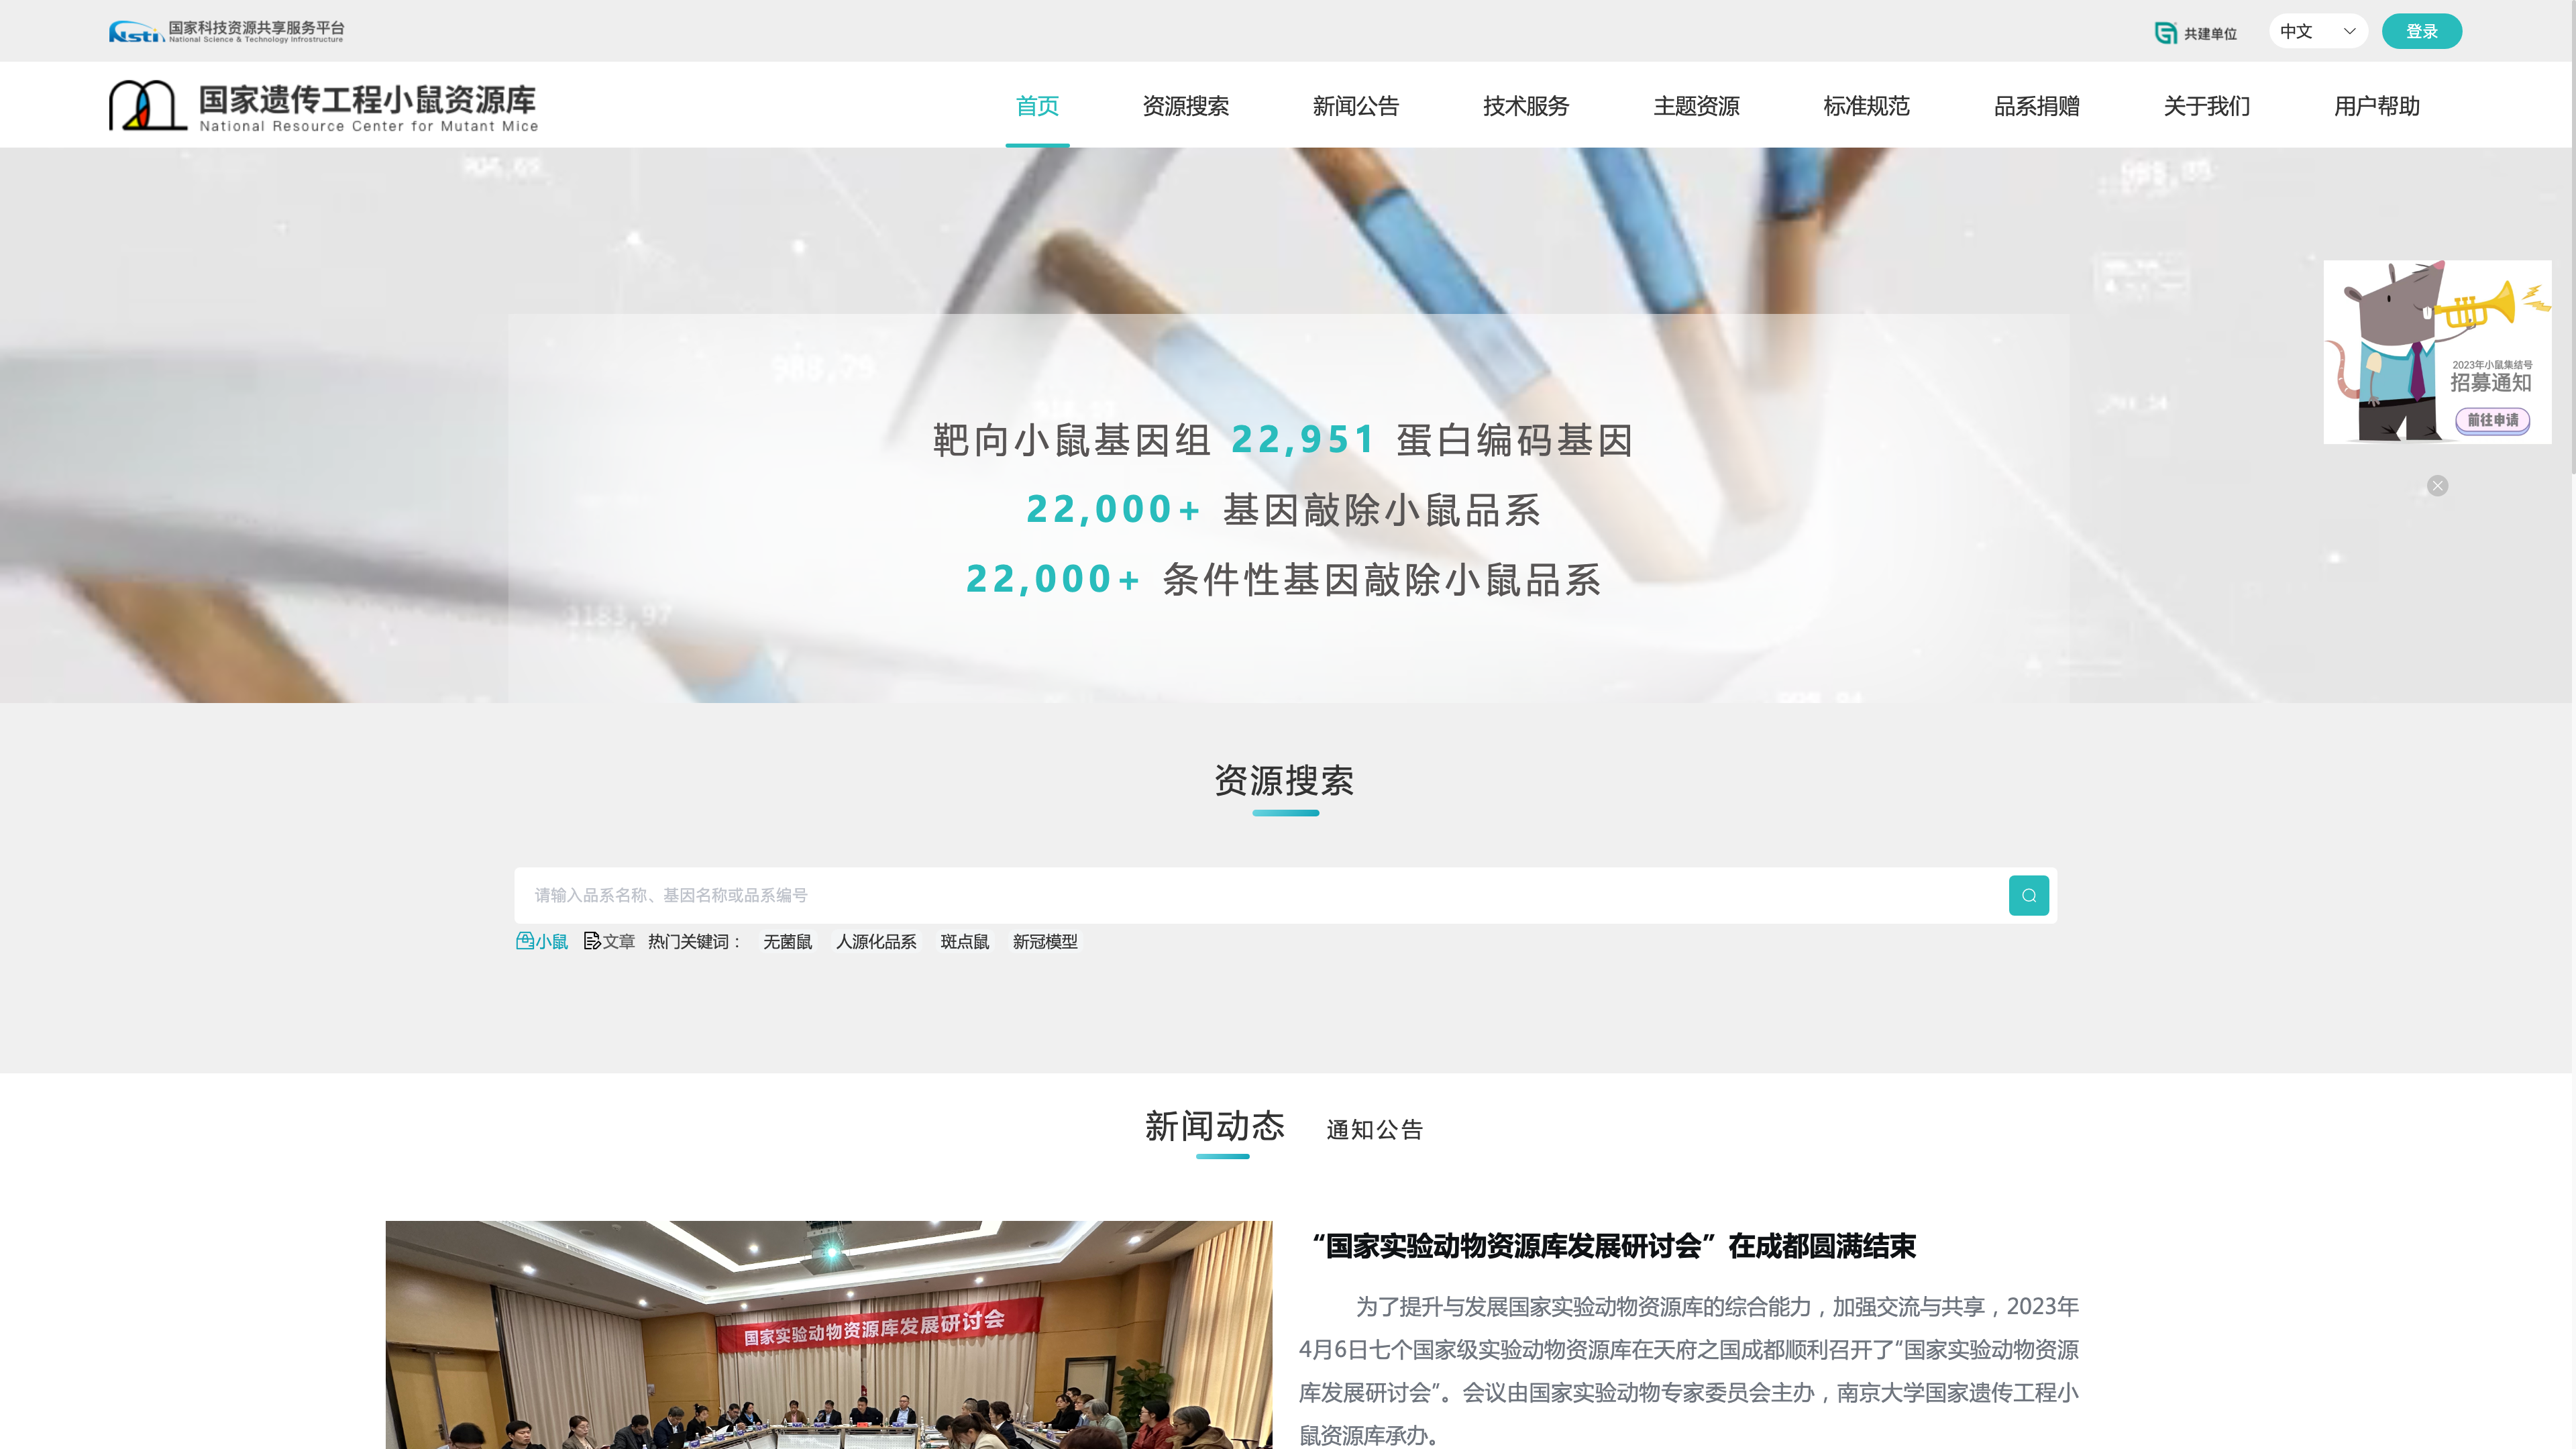 Nsti 国家科技资源共享服务平台
National Science & Technology Infrostructure
共建单位
中文
登录
国家遗传工程小鼠资源库
National Resource Center for Mutant Mice
首页 资源搜索 新闻公告 技术服务 主题资源 标准规范 品系捐赠 关于我们 用户帮助
988,79
1183,97
靶向小鼠基因组 22,951 蛋白编码基因
22,000+ 基因敲除小鼠品系
22,000+ 条件性基因敲除小鼠品系
2023年小鼠集结号
招募通知
前往申请
资源搜索
请输入品系名称、基因名称或品系编号
小鼠 文章 热门关键词： 无菌鼠 人源化品系 斑点鼠 新冠模型
新闻动态 通知公告
国家实验动物资源库发展研讨会
“国家实验动物资源库发展研讨会”在成都圆满结束
为了提升与发展国家实验动物资源库的综合能力，加强交流与共享，2023年
4月6日七个国家级实验动物资源库在天府之国成都顺利召开了“国家实验动物资源
库发展研讨会”。会议由国家实验动物专家委员会主办，南京大学国家遗传工程小
鼠资源库承办。